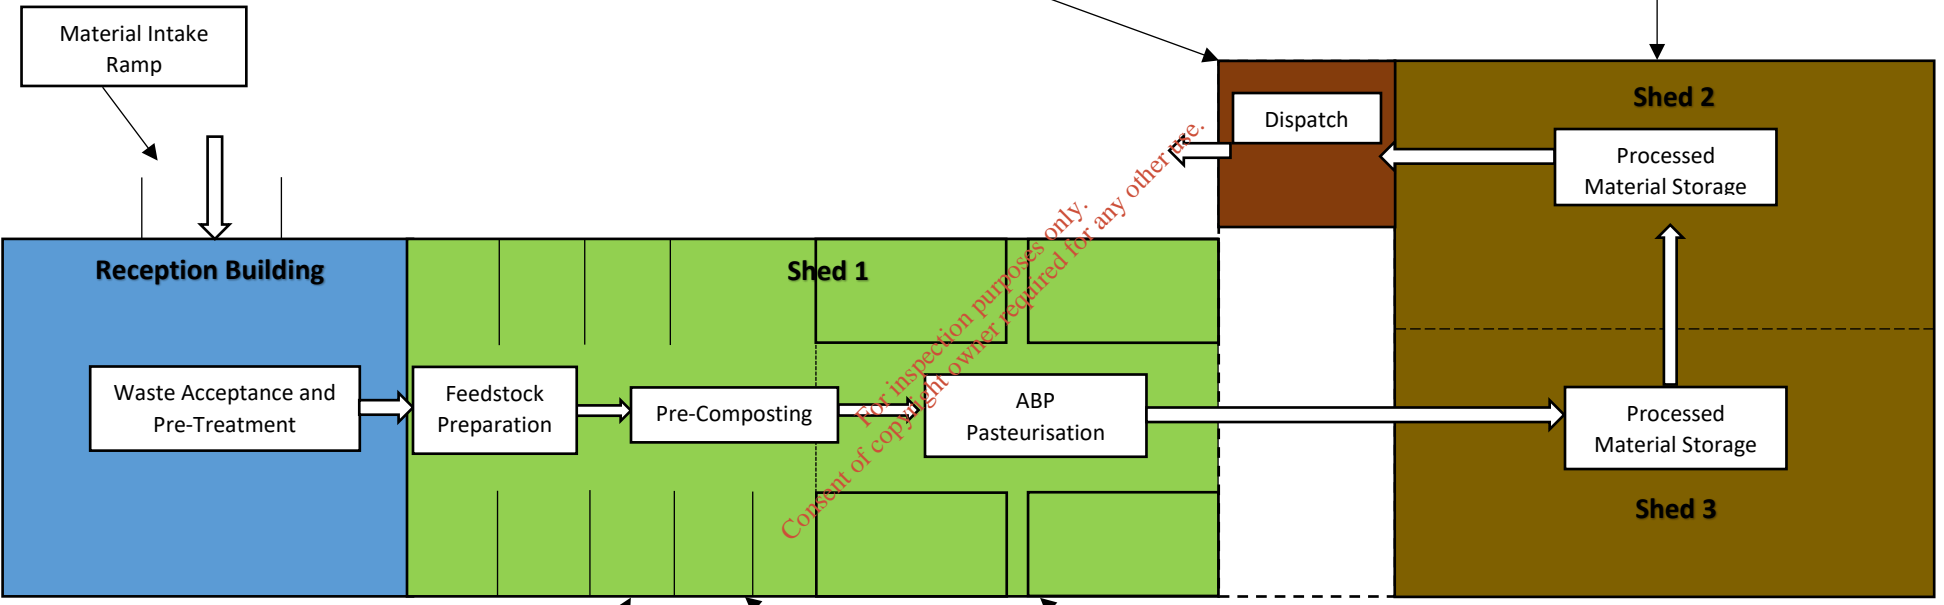 Material Intake
Ramp
Dispatch
Shed 2
Processed
Material Storage
Reception Building
Shed 1
Waste Acceptance and
Pre-Treatment
Feedstock
Preparation
Pre-Composting
ABP
Pasteurisation
Processed
Material Storage
Shed 3
For inspection purposes only.
Consent of copyright owner required for any other use.